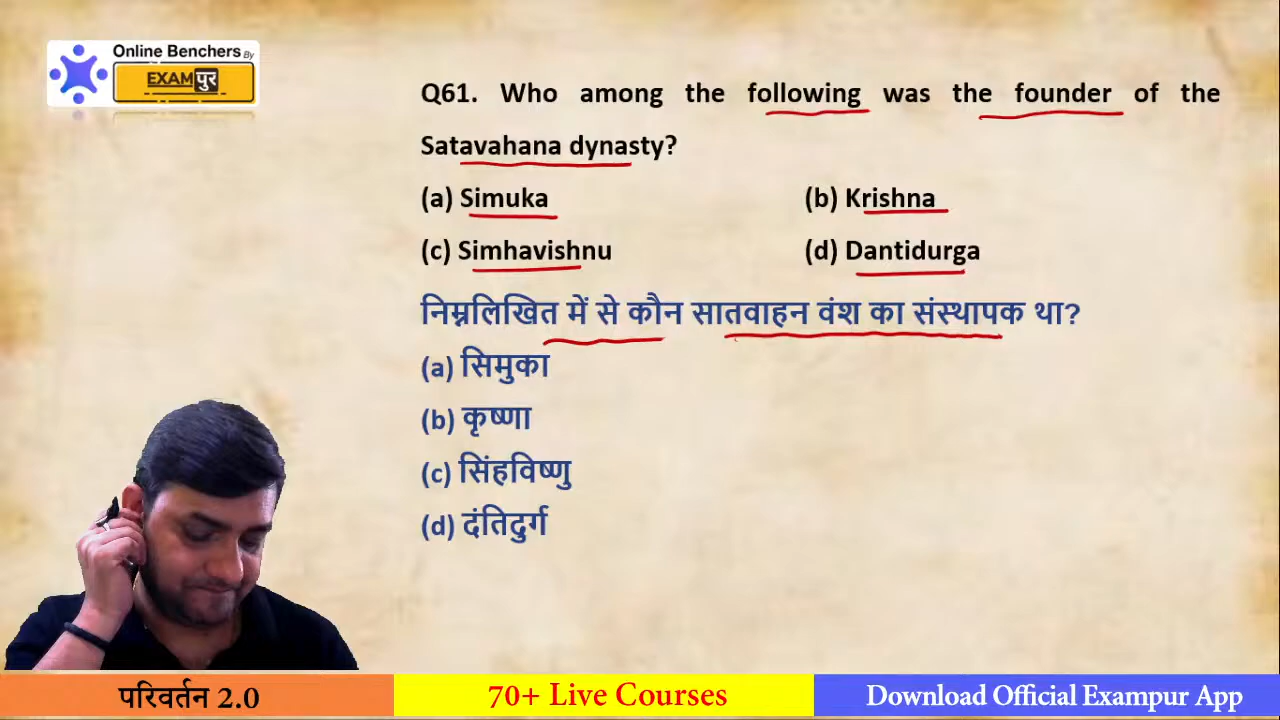 Online Benchers By
EXAMपुर
Q61. Who among the following was the founder of the
Satavahana dynasty?
(a) Simuka (b) Krishna
(c) Simhavishnu (d) Dantidurga
निम्नलिखित में से कौन सातवाहन वंश का संस्थापक था?
(a) सिमुका
(b) कृष्णा
(c) सिंहविष्णु
(d) दंतिदुर्ग
परिवर्तन 2.0 70+ Live Courses Download Official Exampur App